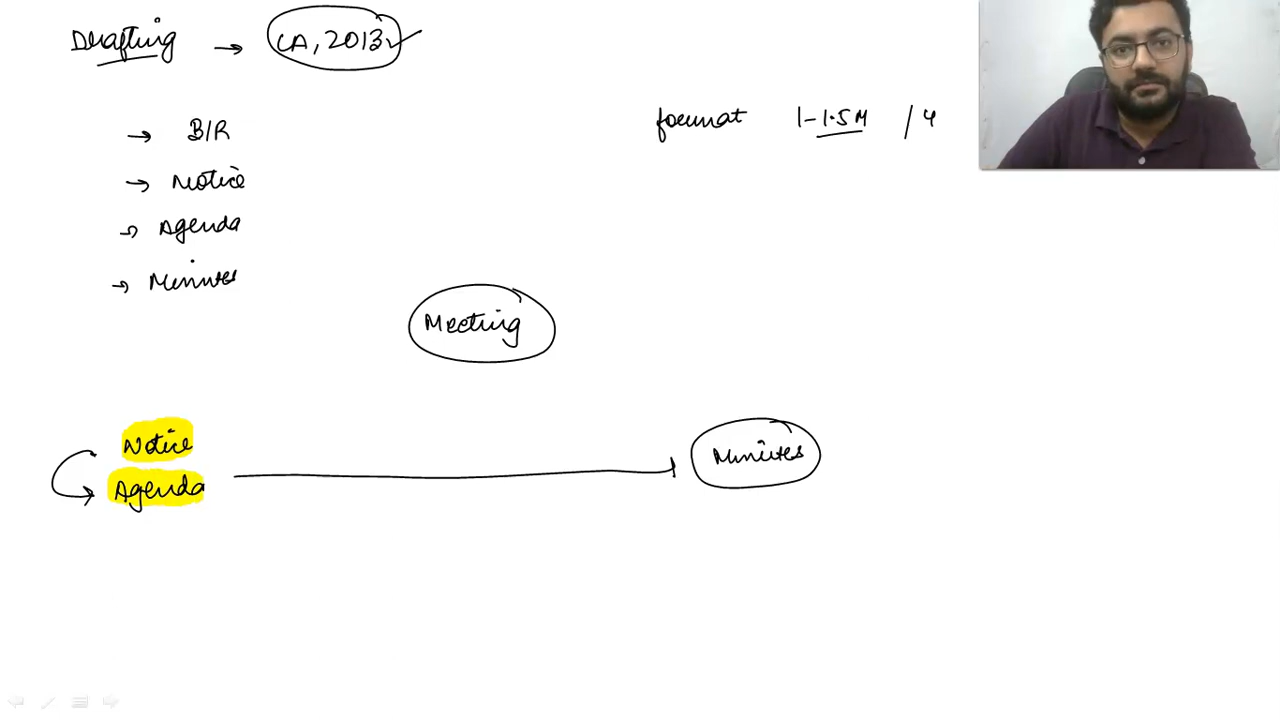 Drafting → CA, 2013 ✓
→ B/R
→ Notice
→ Agenda
→ Minutes
format 1-1.5M / 4
Meeting
Notice
Agenda
Minutes